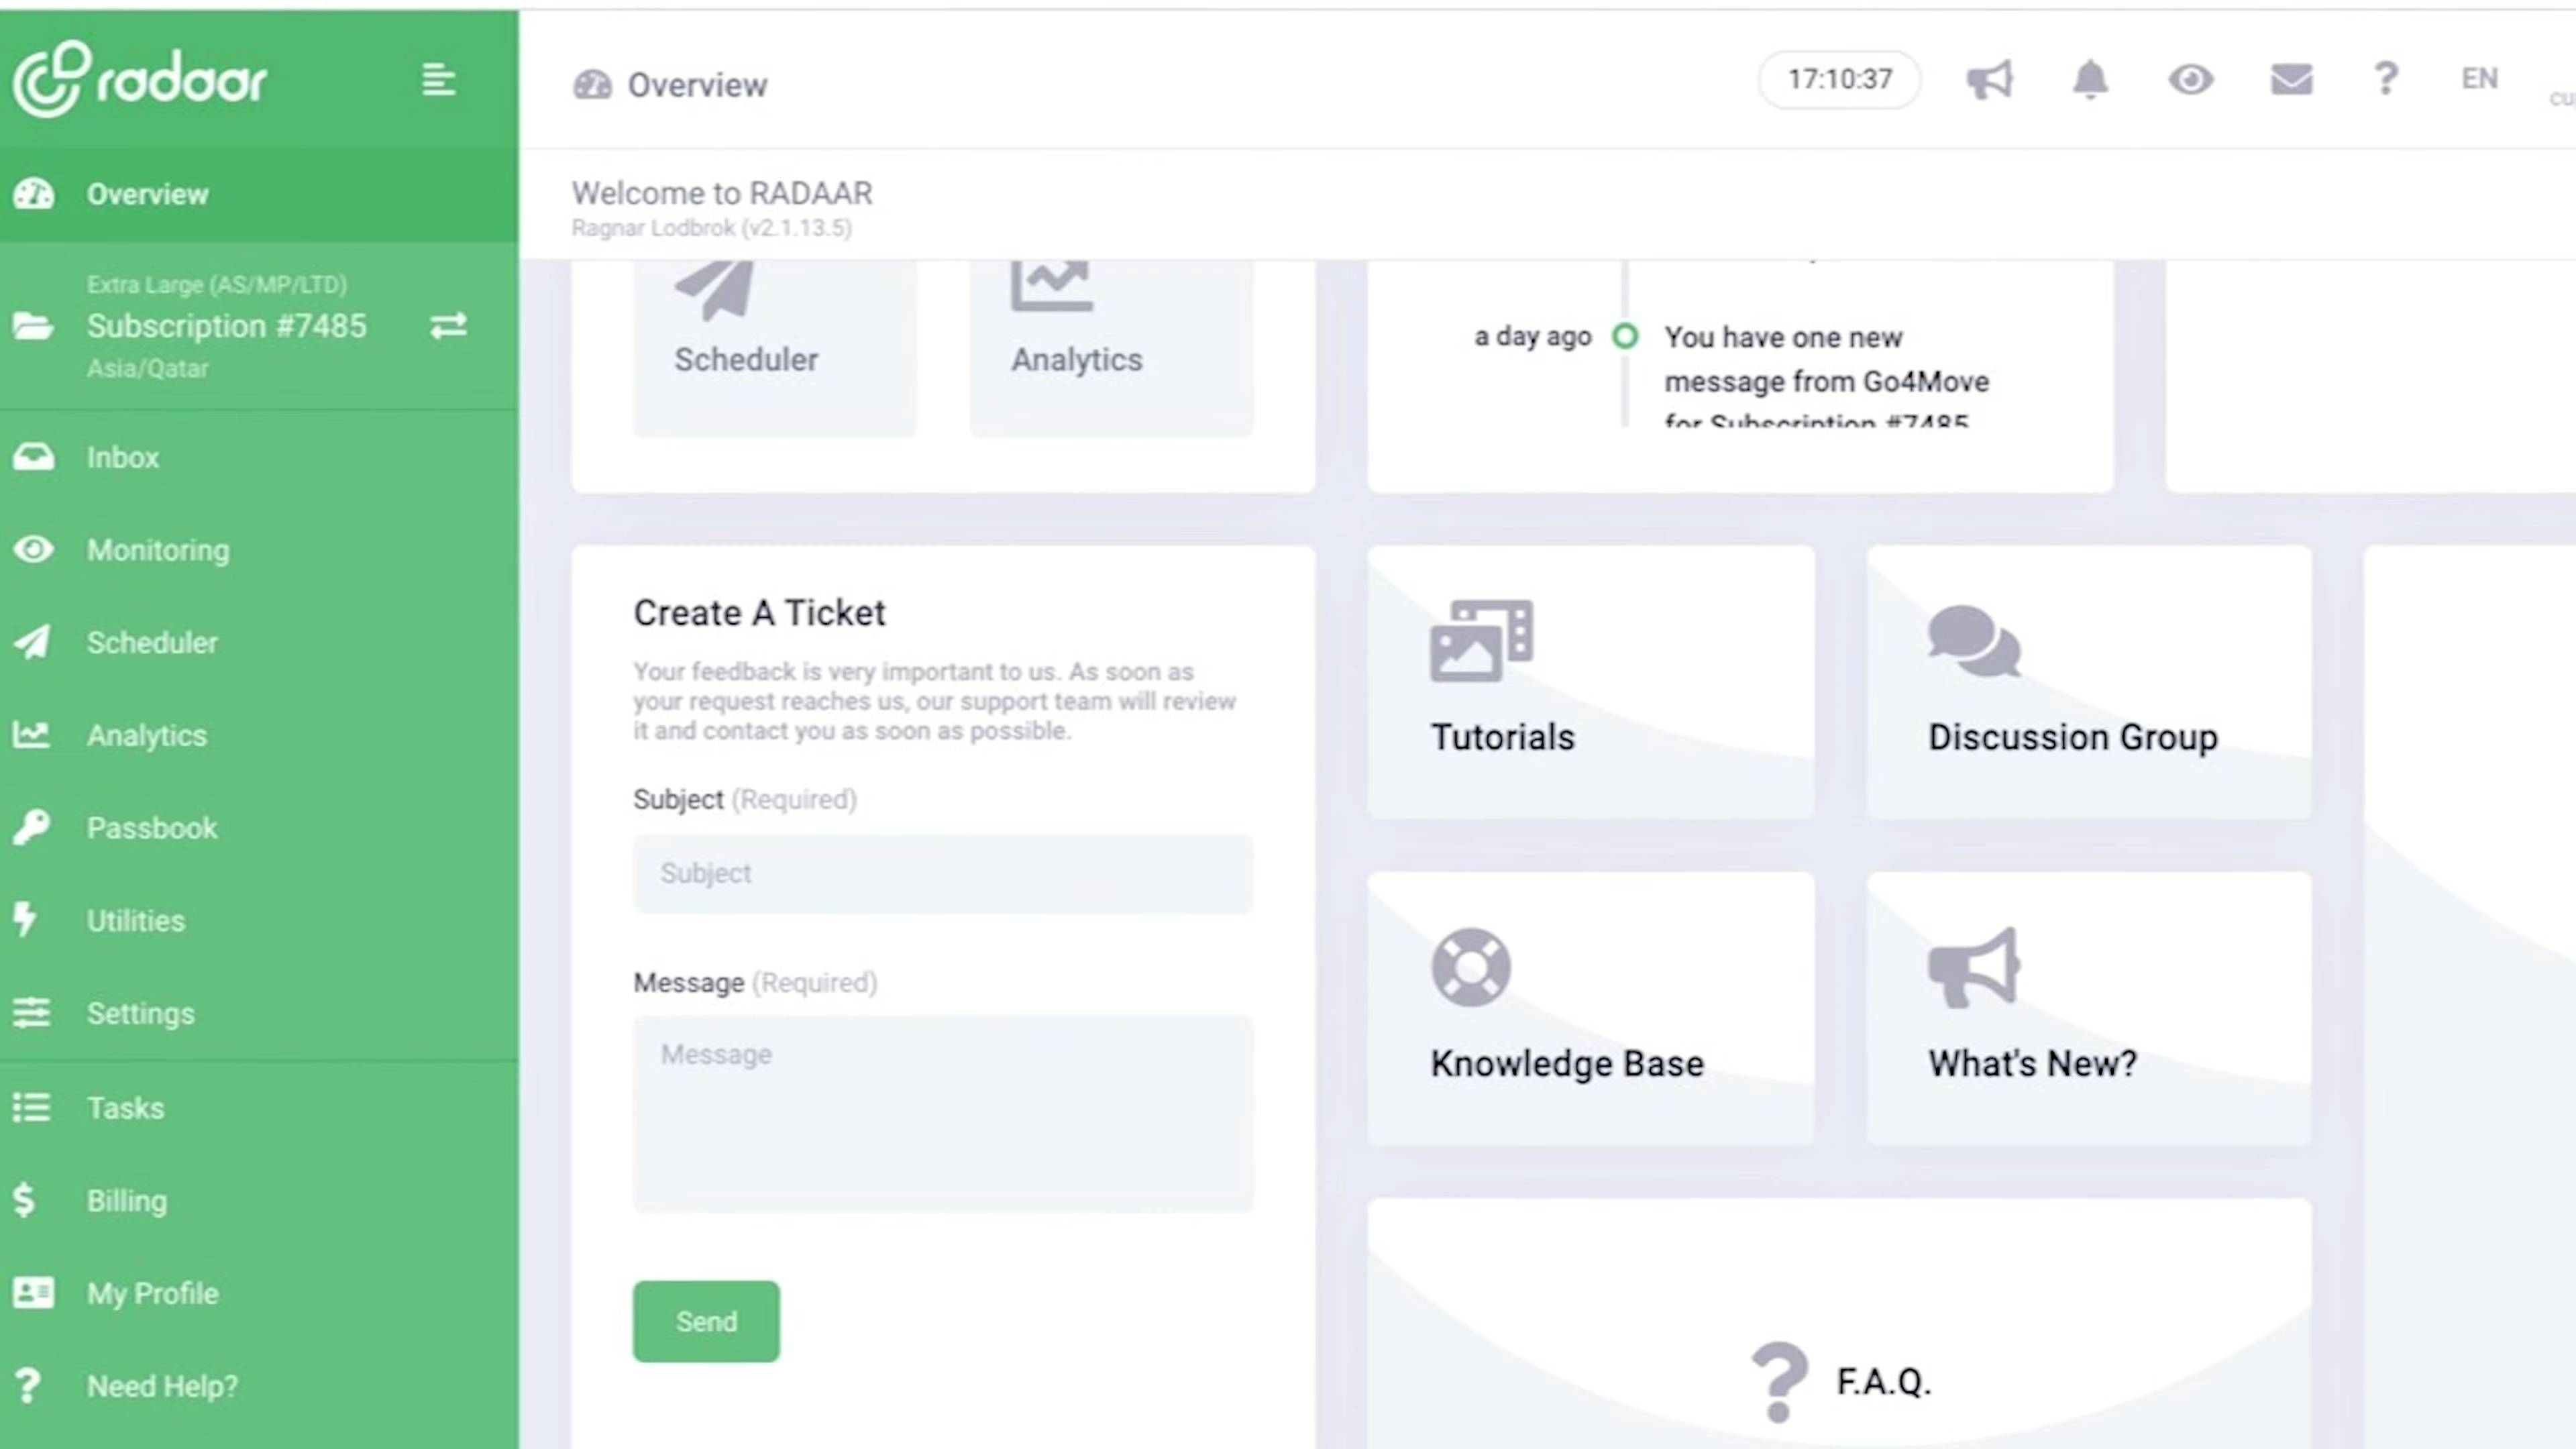 radaar
Overview
Extra Large (AS/MP/LTD)
Subscription #7485
Asia/Qatar
Inbox
Monitoring
Scheduler
Analytics
Passbook
Utilities
Settings
Tasks
Billing
My Profile
Need Help?
Overview
17:10:37
EN
Welcome to RADAAR
Ragnar Lodbrok (v2.1.13.5)
Scheduler
Analytics
a day ago
You have one new
message from Go4Move
for Subscription #7485
Create A Ticket
Your feedback is very important to us. As soon as
your request reaches us, our support team will review
it and contact you as soon as possible.
Subject (Required)
Subject
Message (Required)
Message
Send
Tutorials
Discussion Group
Knowledge Base
What's New?
F.A.Q.